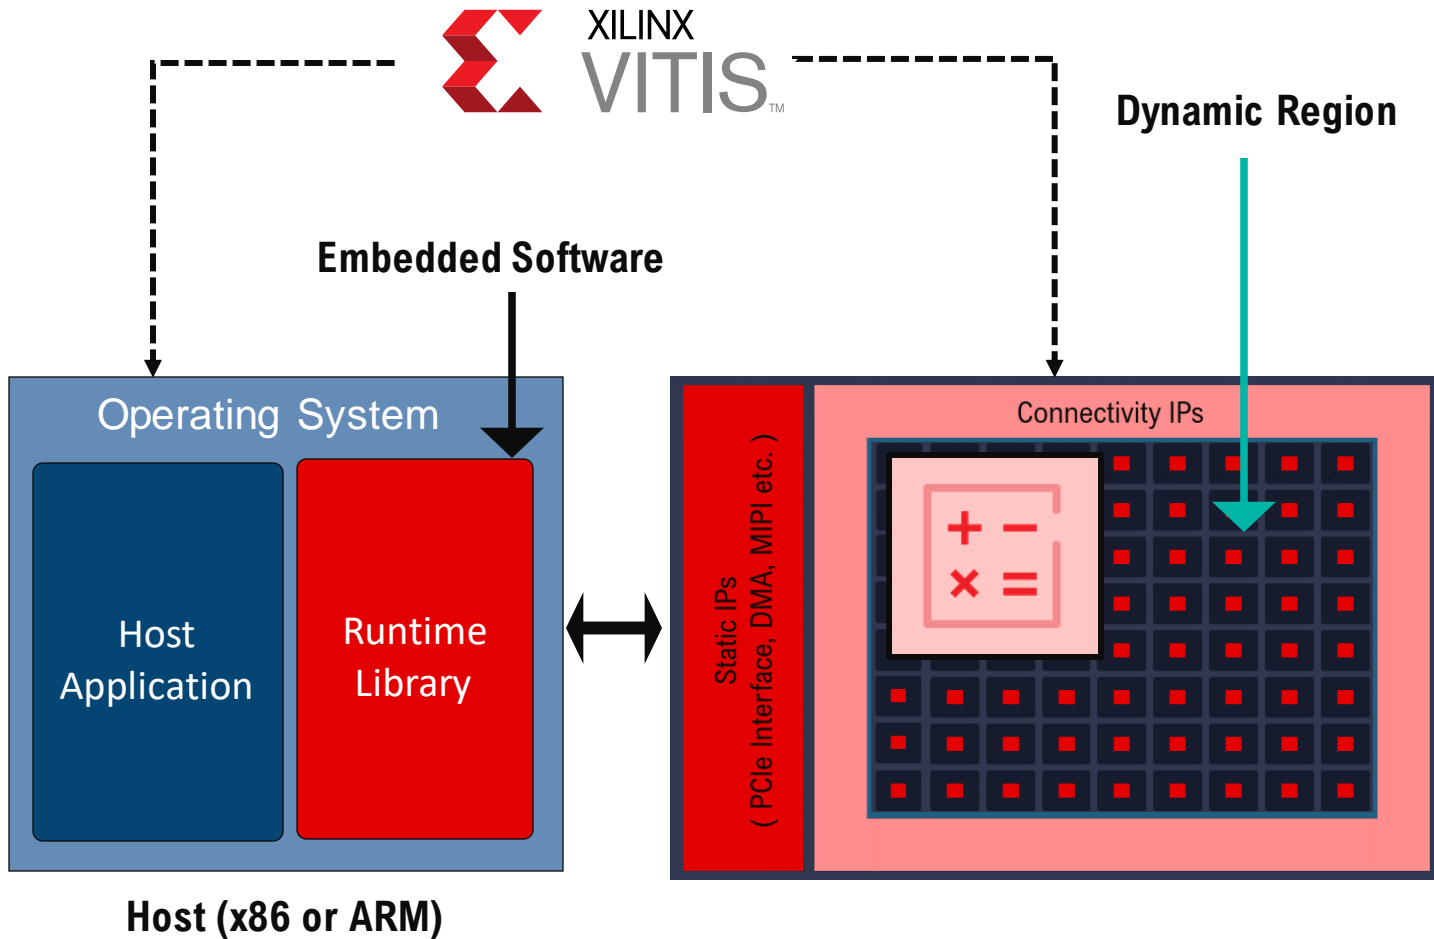 XILINX
VITIS™
Dynamic Region
Embedded Software
Operating System
Host
Application
Runtime
Library
Static IPs
( PCIe Interface, DMA, MIPI etc. )
Connectivity IPs
+ −
× =
Host (x86 or ARM)